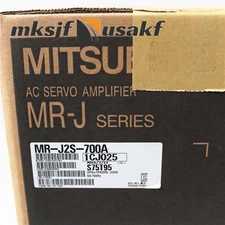 mksjf usakf
MITSUB
AC SERVO AMPLIFIER
MR-J SERIES
MR-J2S-700A
1CJ025
S75T95